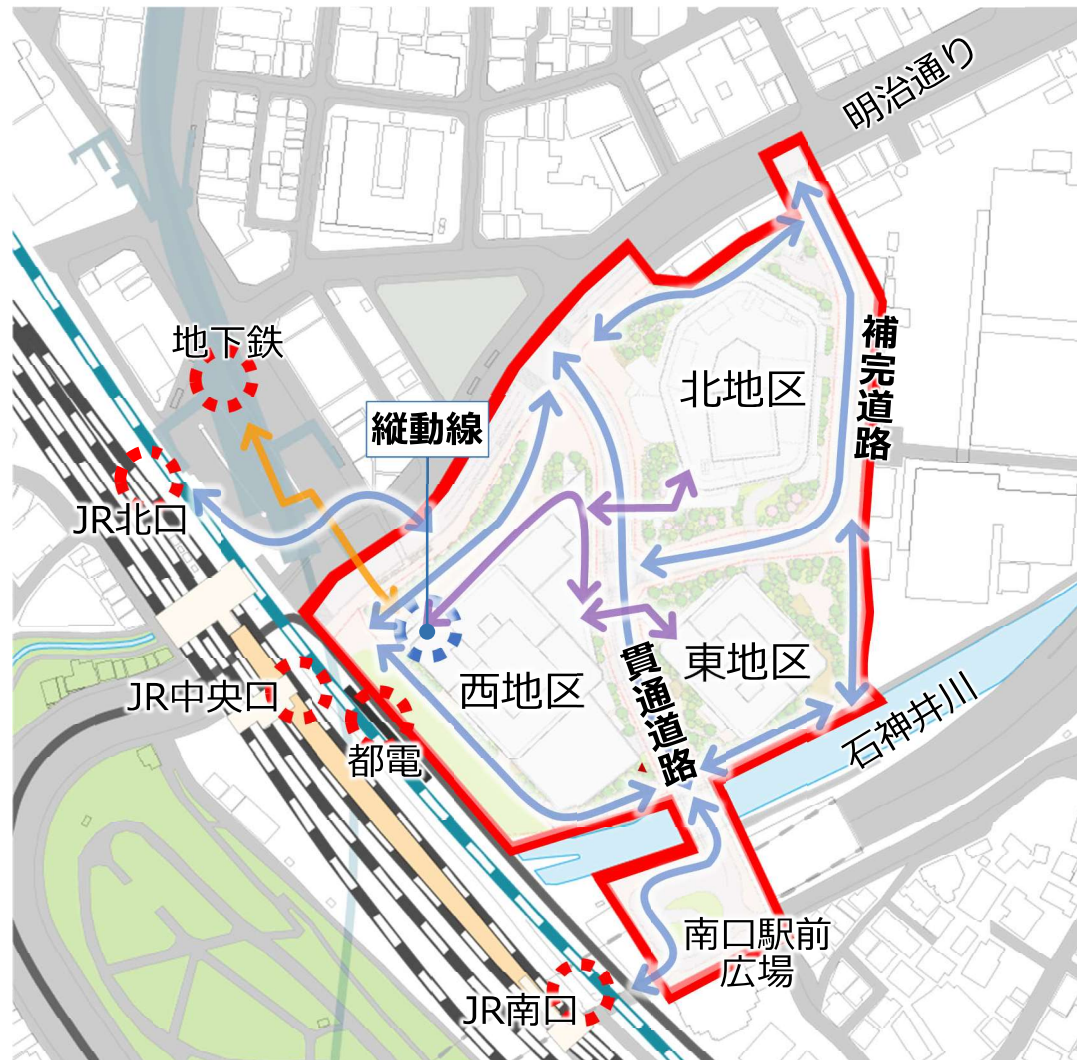 明治通り
補完道路
地下鉄
北地区
縦動線
JR北口
貫通道路
東地区
西地区
JR中央口
都電
石神井川
南口駅前
広場
JR南口